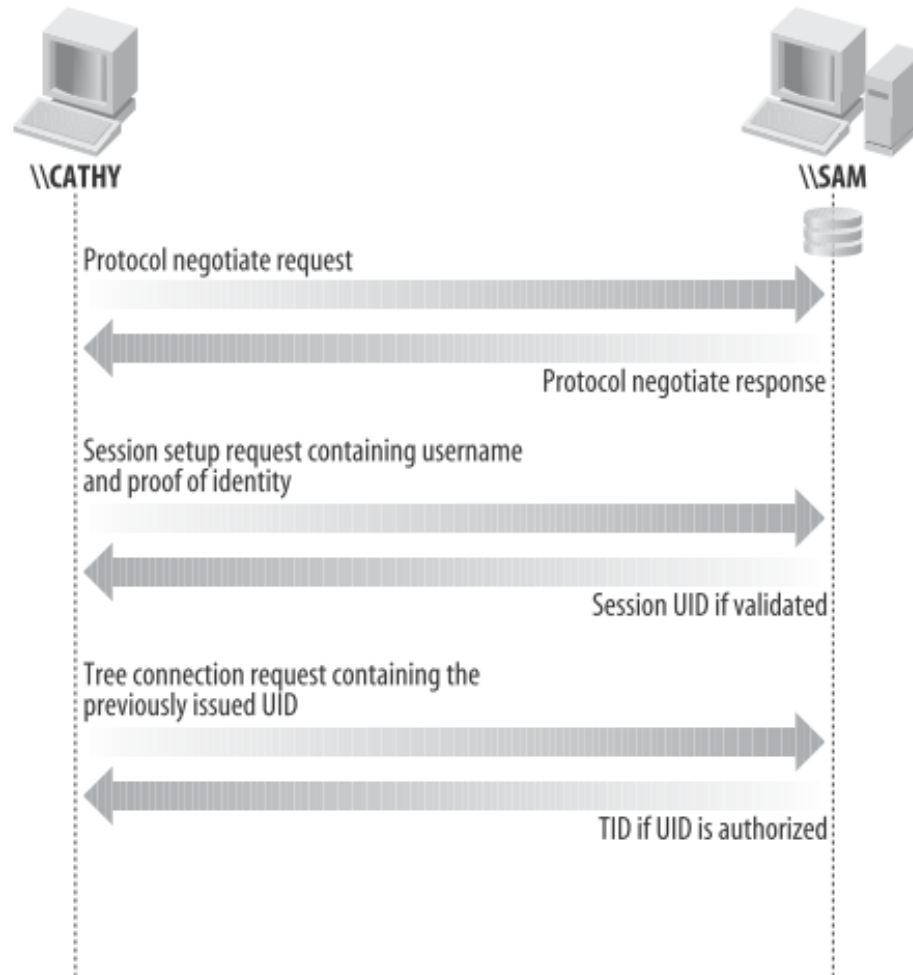 \\CATHY
\\SAM
Protocol negotiate request
Protocol negotiate response
Session setup request containing username
and proof of identity
Session UID if validated
Tree connection request containing the
previously issued UID
TID if UID is authorized